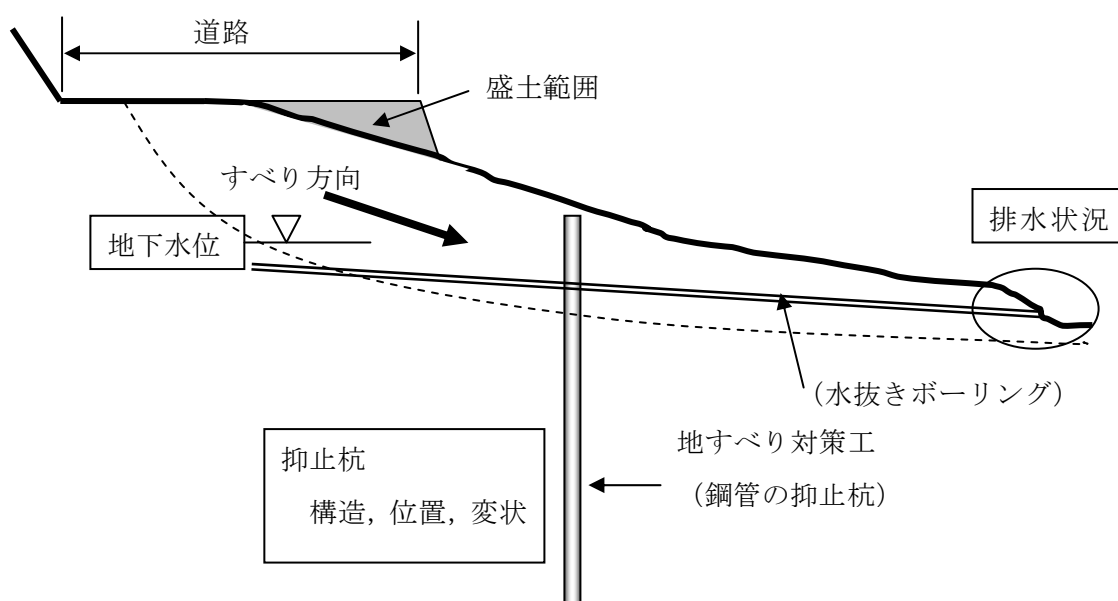 道路
盛土範囲
すべり方向
地下水位
排水状況
(水抜きボーリング)
抑止杭
構造, 位置, 変状
地すべり対策工
(鋼管の抑止杭)